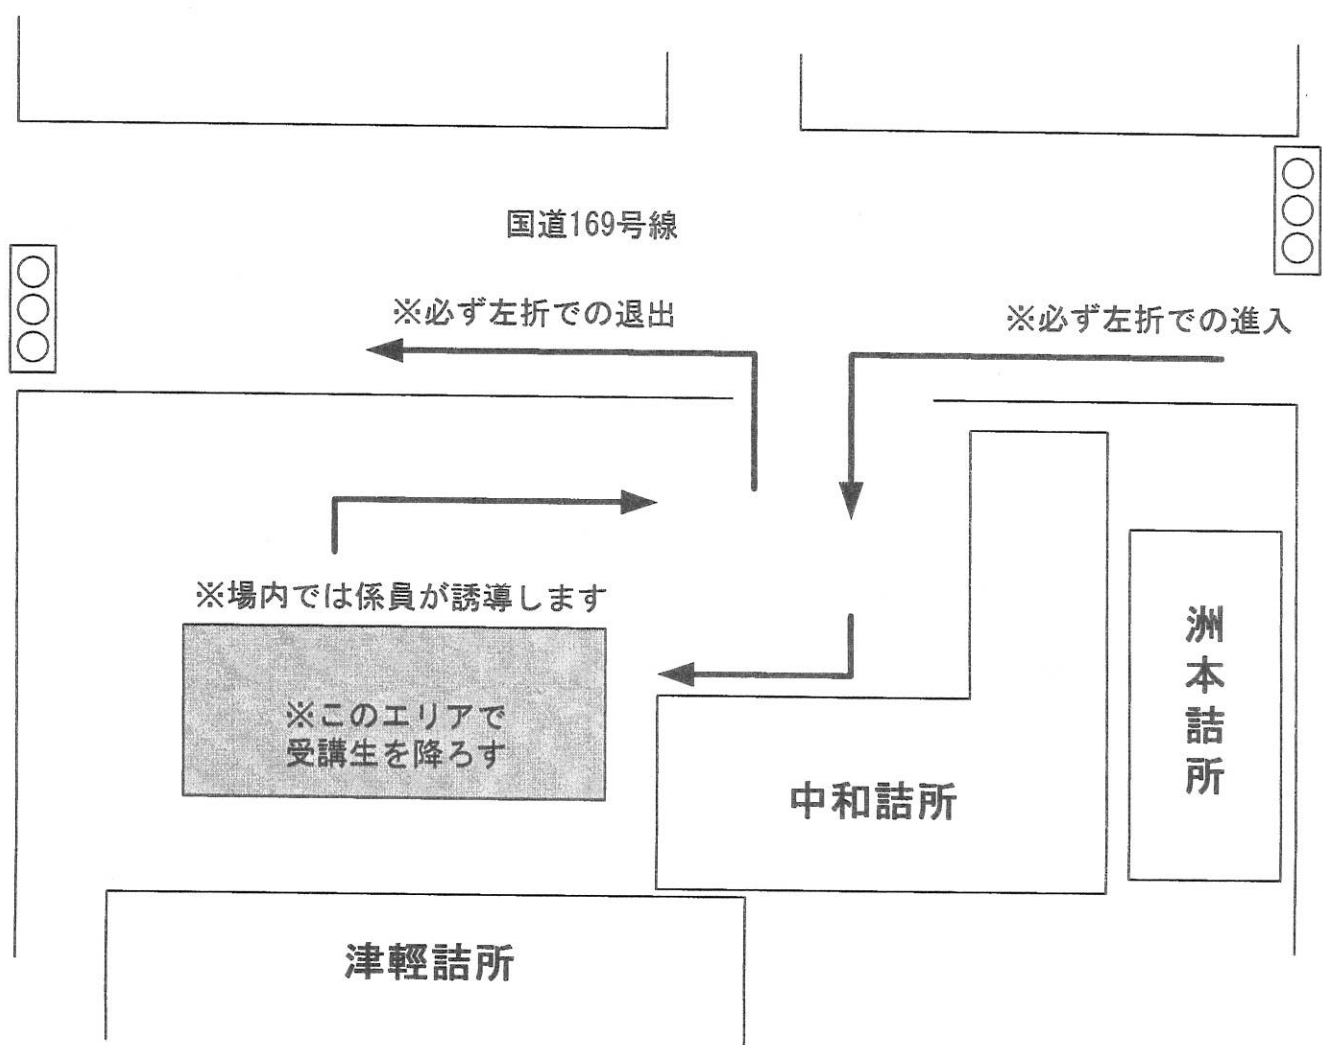 国道169号線
※必ず左折での退出
※必ず左折での進入
※場内では係員が誘導します
※このエリアで
受講生を降ろす
洲本詰所
中和詰所
津輕詰所